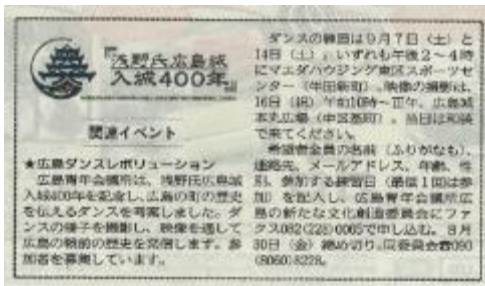 『浅野氏広島城
入城400年』
関連イベント
★広島ダンスレボリューション
広島青年会議所は、浅野氏広島城
入城400年を記念し、広島の町の歴史
を伝えるダンスを考案しました。ダ
ンスの様子を撮影し、映像を通して
広島の戦前の歴史を発信します。参
加者を募集しています。
ダンスの練習は9月7日（土）と
14日（土）。いずれも午後2～4時
にマエダハウジング東区スポーツセ
ンター（牛田新町）。映像の撮影は、
16日（祝）午前10時～正午、広島城
本丸広場（中区基町）。当日は和装
で来てください。
希望者全員の名前（ふりがなも）、
連絡先、メールアドレス、年齢、性
別、参加する練習日（最低1回は参
加）を記入し、広島青年会議所広
島の新たな文化創造委員会にファ
クス082(228)0005で申し込む。8月
30日（金）締め切り。同委員会☎090
(8060)8228。